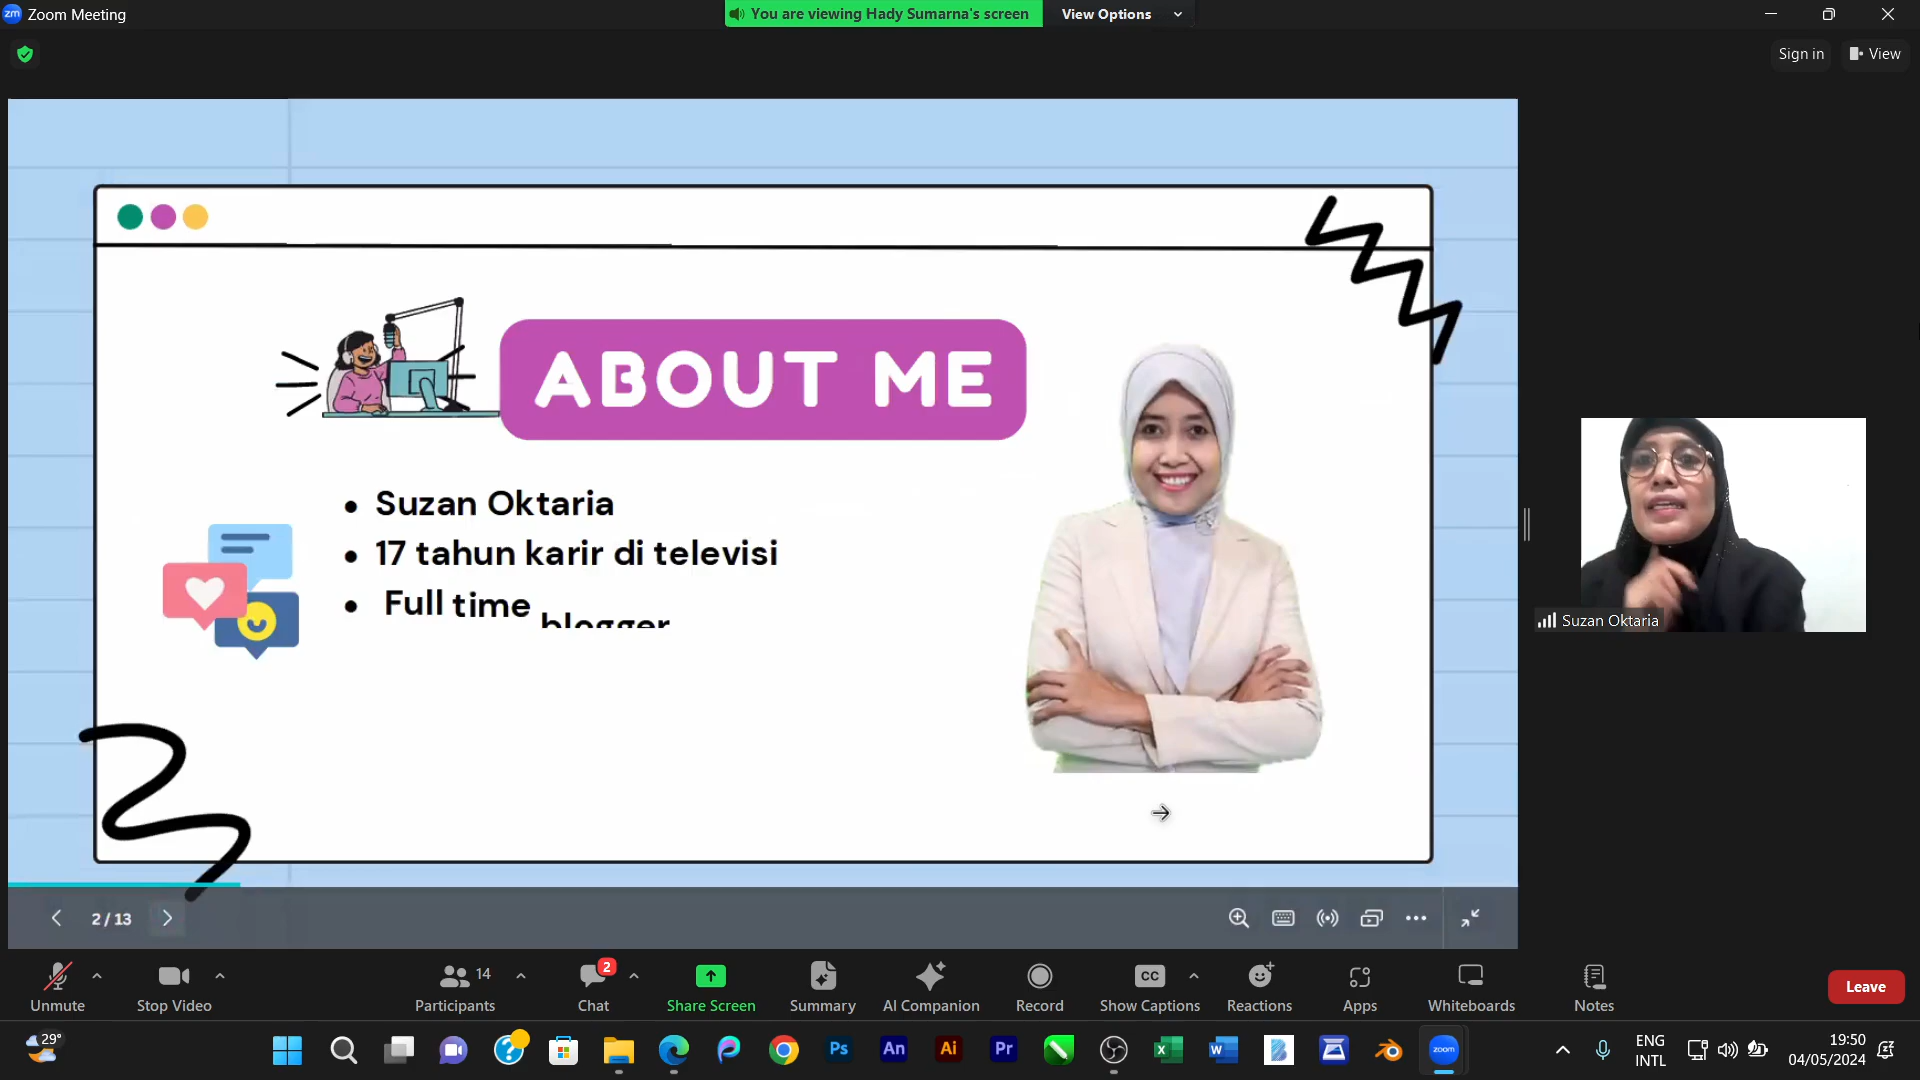 zm Zoom Meeting
You are viewing Hady Sumarna's screen
View Options
Sign in
View
ABOUT ME
• Suzan Oktaria
• 17 tahun karir di televisi
• Full time blogger
Suzan Oktaria
2 / 13
14
2
CC
Unmute
Stop Video
Participants
Chat
Share Screen
Summary
AI Companion
Record
Show Captions
Reactions
Apps
Whiteboards
Notes
Leave
29°
Ps
An
Ai
Pr
zoom
ENG
INTL
19:50
04/05/2024